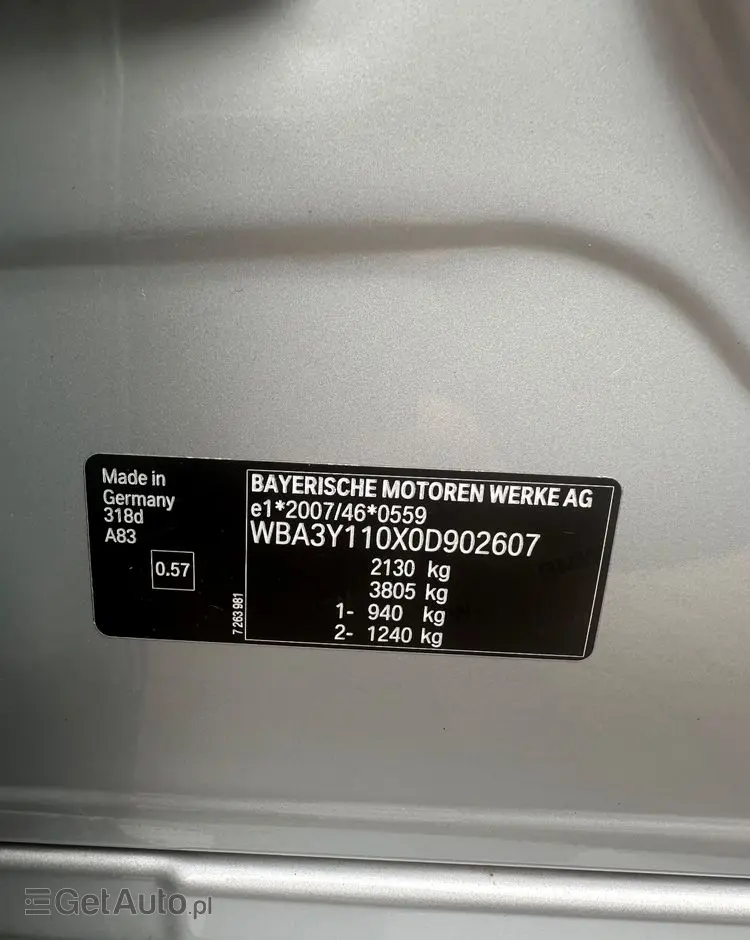 Made in
Germany
318d
A83
0.57
7 263 981
BAYERISCHE MOTOREN WERKE AG
e1*2007/46*0559
WBA3Y110X0D902607
2130 kg
3805 kg
1- 940 kg
2- 1240 kg
GetAuto.pl